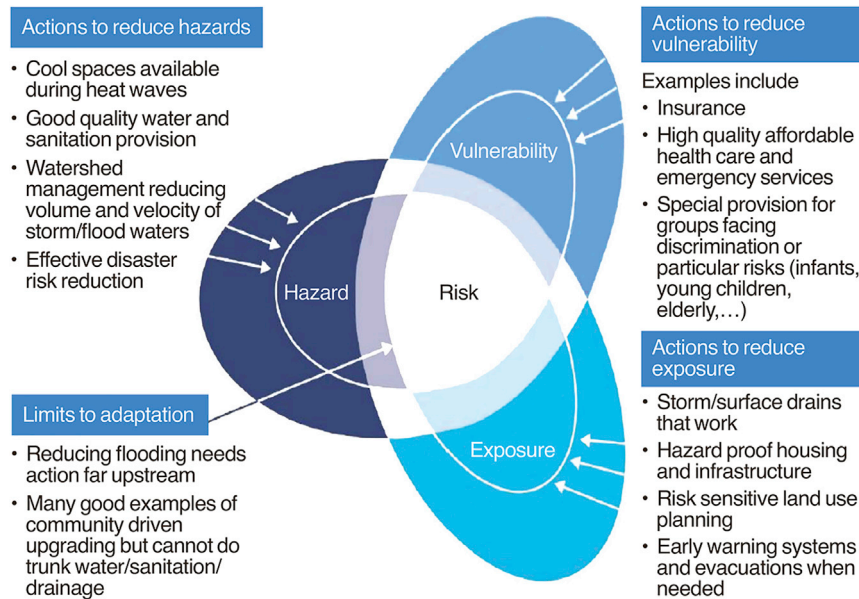 Actions to reduce hazards
• Cool spaces available
during heat waves
• Good quality water and
sanitation provision
• Watershed
management reducing
volume and velocity of
storm/flood waters
• Effective disaster
risk reduction
Limits to adaptation
• Reducing flooding needs
action far upstream
• Many good examples of
community driven
upgrading but cannot do
trunk water/sanitation/
drainage
Vulnerability
Hazard
Risk
Exposure
Actions to reduce
vulnerability
Examples include
• Insurance
• High quality affordable
health care and
emergency services
• Special provision for
groups facing
discrimination or
particular risks (infants,
young children,
elderly,...)
Actions to reduce
exposure
• Storm/surface drains
that work
• Hazard proof housing
and infrastructure
• Risk sensitive land use
planning
• Early warning systems
and evacuations when
needed